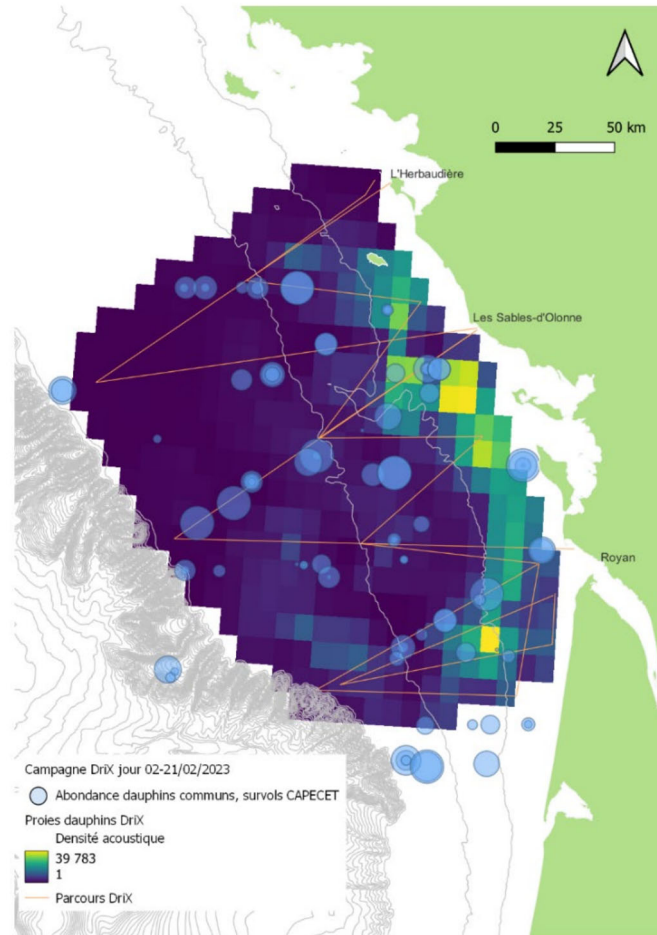 0 25 50 km
L'Herbaudière
Les Sables-d'Olonne
Royan
Campagne DriX jour 02-21/02/2023
Abondance dauphins communs, survols CAPECET
Proies dauphins DriX
Densité acoustique
39 783
1
Parcours DriX